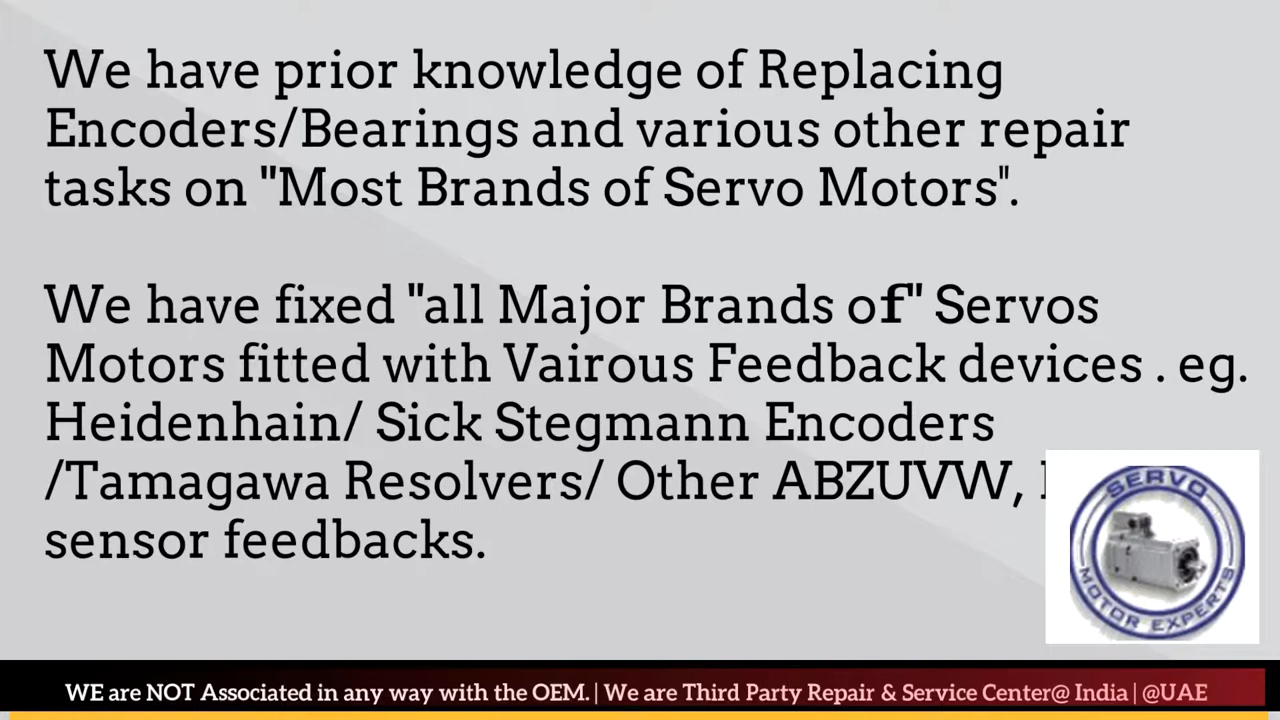 We have prior knowledge of Replacing
Encoders/Bearings and various other repair
tasks on "Most Brands of Servo Motors".
We have fixed "all Major Brands of" Servos
Motors fitted with Vairous Feedback devices . eg.
Heidenhain/ Sick Stegmann Encoders
/Tamagawa Resolvers/ Other ABZUVW,
sensor feedbacks.
SERVO
MOTOR EXPERTS
WE are NOT Associated in any way with the OEM. | We are Third Party Repair & Service Center@ India | @UAE